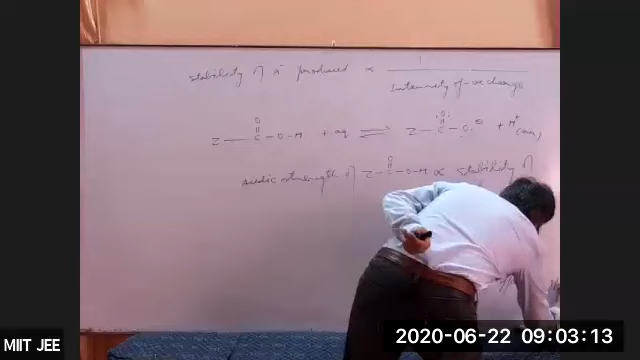 stability of A⁻ produced ∝ 1 / Intensity of -ve charge
Z — C(=O) — O — H + aq ⇌ Z — C(=O) — O⊖ + H⁺(aq)
acidic strength of Z — C(=O) — O—H ∝ stability of
MIIT JEE
2020-06-22 09:03:13